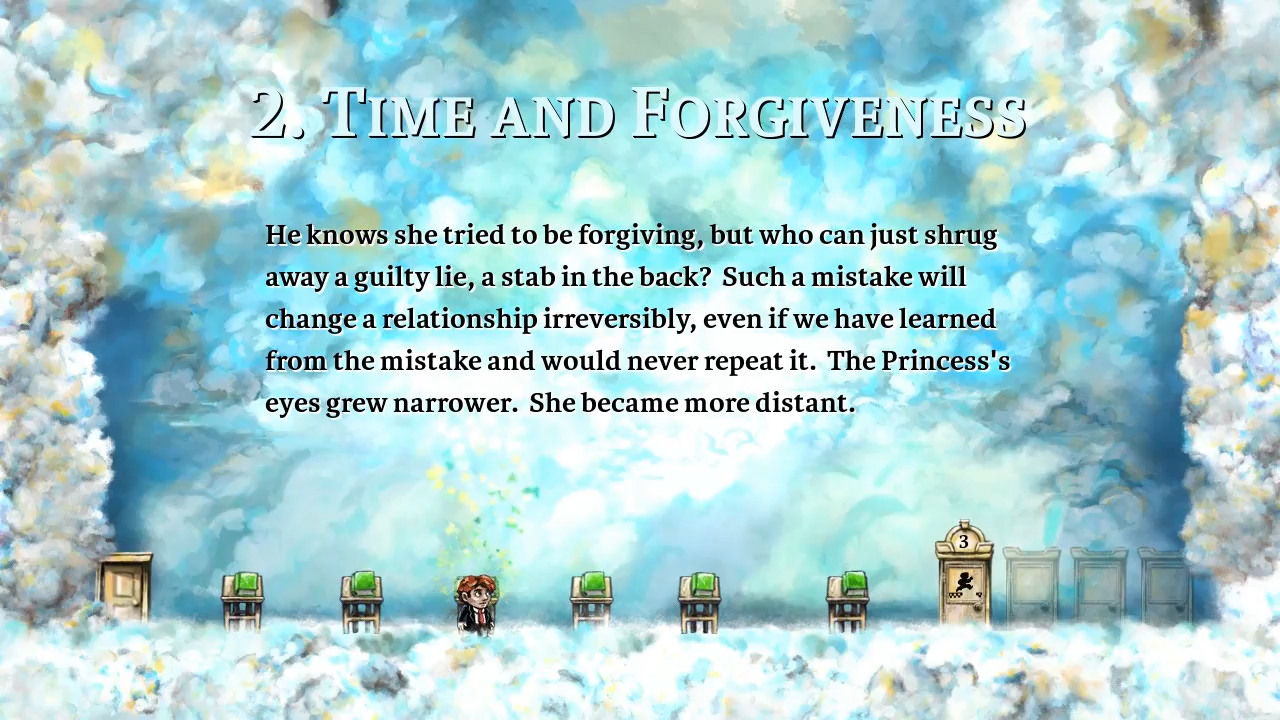 2. Time and Forgiveness
He knows she tried to be forgiving, but who can just shrug
away a guilty lie, a stab in the back?  Such a mistake will
change a relationship irreversibly, even if we have learned
from the mistake and would never repeat it.  The Princess's
eyes grew narrower.  She became more distant.
3